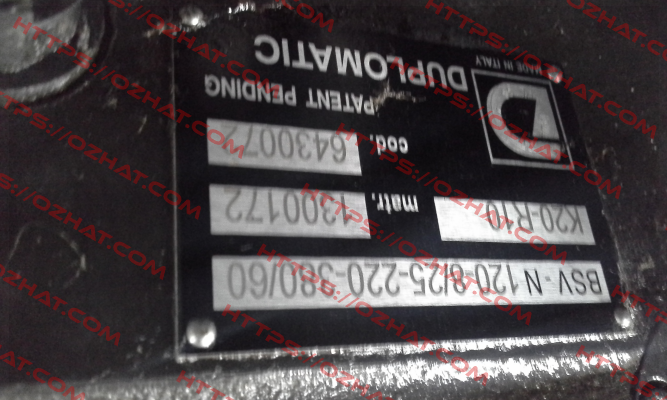 BSV - N 120-8/25-220-380/60
K20-R10 matr. 1300172
cod. 6430072
PATENT PENDING
D DUPLOMATIC
MADE IN ITALY
HTTPS://OZHAT.COM